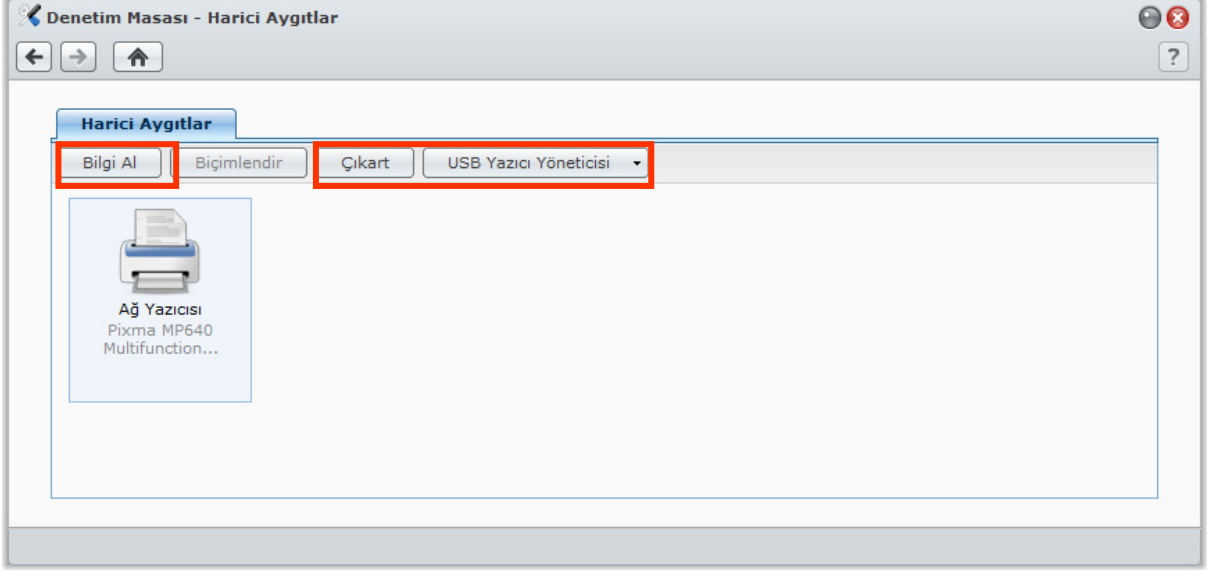 Denetim Masası - Harici Aygıtlar
?
Harici Aygıtlar
Bilgi Al Biçimlendir Çıkart USB Yazıcı Yöneticisi
Ağ Yazıcısı
Pixma MP640
Multifunction...